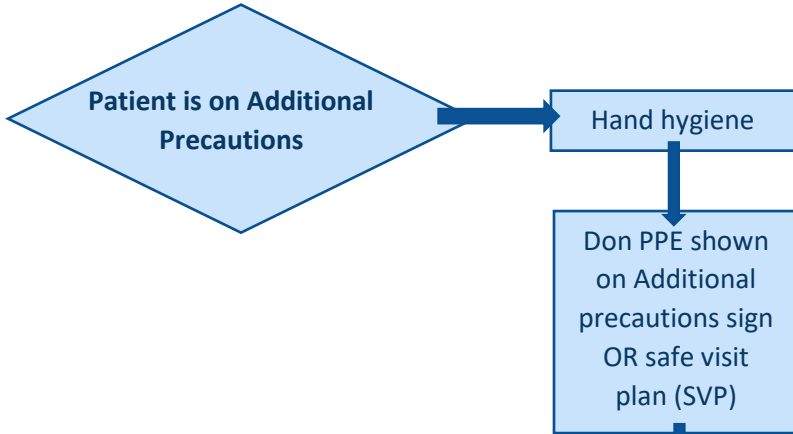 Patient is on Additional
Precautions
Hand hygiene
Don PPE shown
on Additional
precautions sign
OR safe visit
plan (SVP)